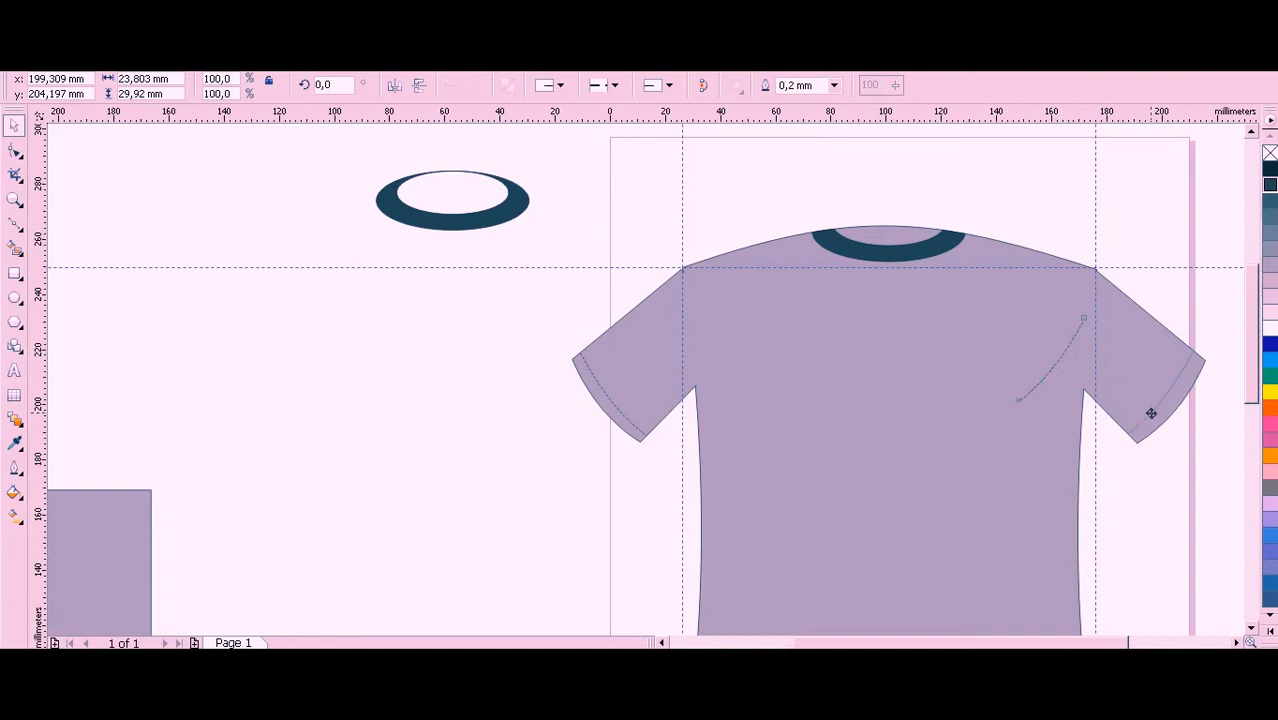 x: 199,309 mm 23,803 mm 100,0 % 0,0 ° 0,2 mm 100
y: 204,197 mm 29,92 mm 100,0 %
200 180 160 140 120 100 80 60 40 20 0 20 40 60 80 100 120 140 160 180 200 millimeters
300
280
260
240
220
200
180
160
140
millimeters
1 of 1 Page 1